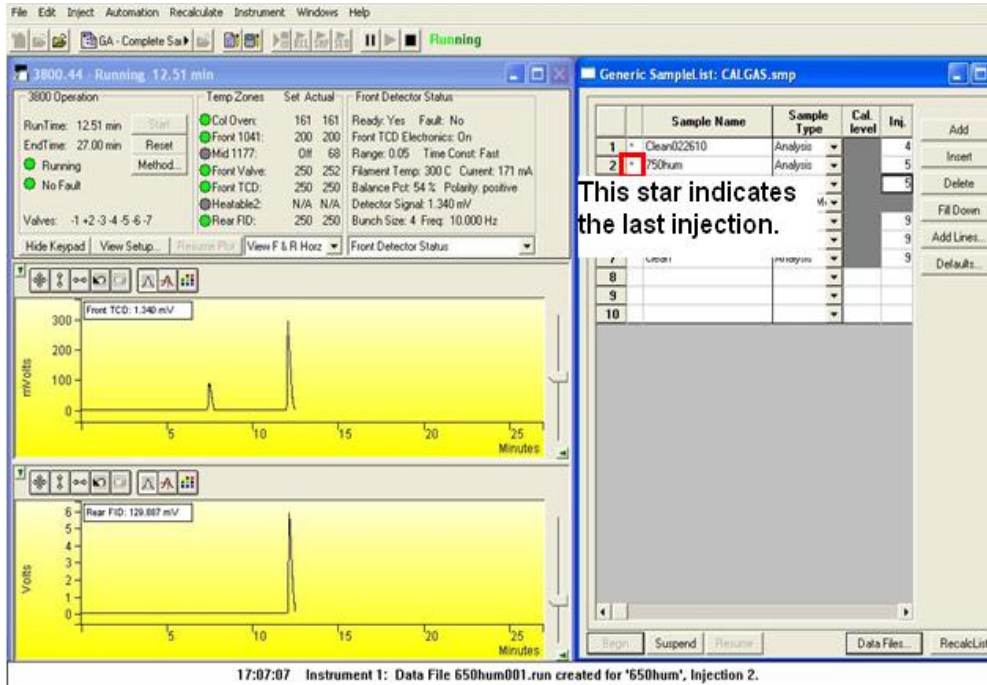 File Edit Inject Automation Recalculate Instrument Windows Help
GA - Complete Sar
Running
3800.44 - Running 12.51 min
3800 Operation
RunTime: 12.51 min Start
EndTime: 27.00 min Reset
Running Method...
No Fault
Valves: -1 +2 -3 -4 -5 -6 -7
Temp Zones Set Actual
Col Oven: 161 161
Front 1041: 200 200
Mid 1177: Off 68
Front Valve: 250 252
Front TCD: 250 250
Heatable2: N/A N/A
Rear FID: 250 250
Front Detector Status
Ready: Yes Fault: No
Front TCD Electronics: On
Range: 0.05 Time Const: Fast
Filament Temp: 300 C Current: 171 mA
Balance Pct: 54 % Polarity: positive
Detector Signal: 1.340 mV
Bunch Size: 4 Freq: 10.000 Hz
Hide Keypad View Setup... Resume Plot View F & R Horz Front Detector Status
Front TCD: 1.340 mV
mVolts
300
200
100
0
5 10 15 20 25
Minutes
Rear FID: 129.887 mV
Volts
6
5
4
3
2
1
0
5 10 15 20 25
Minutes
Generic SampleList: CALGAS.smp
Sample Name Sample Type Cal. level Inj.
1 * Clean022610 Analysis 4
2 * 750hum Analysis 5
5
This star indicates
the last injection.
9
9
7 Clean Analysis 9
8
9
10
Add
Insert
Delete
Fill Down
Add Lines...
Defaults...
Begin Suspend Resume Data Files... RecalcList
17:07:07 Instrument 1: Data File 650hum001.run created for '650hum', Injection 2.